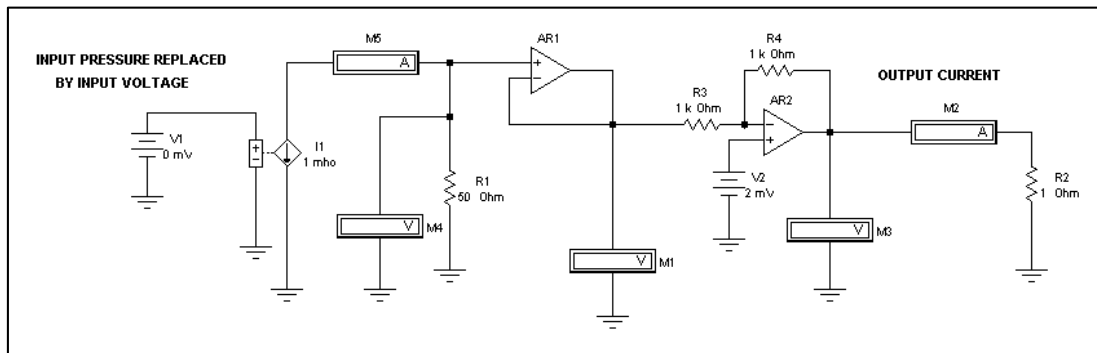 INPUT PRESSURE REPLACED
BY INPUT VOLTAGE
V1
0 mV
I1
1 mho
M5
A
R1
50 Ohm
V
M4
AR1
V
M1
R3
1 k Ohm
R4
1 k Ohm
AR2
V2
2 mV
V
M3
OUTPUT CURRENT
M2
A
R2
1 Ohm